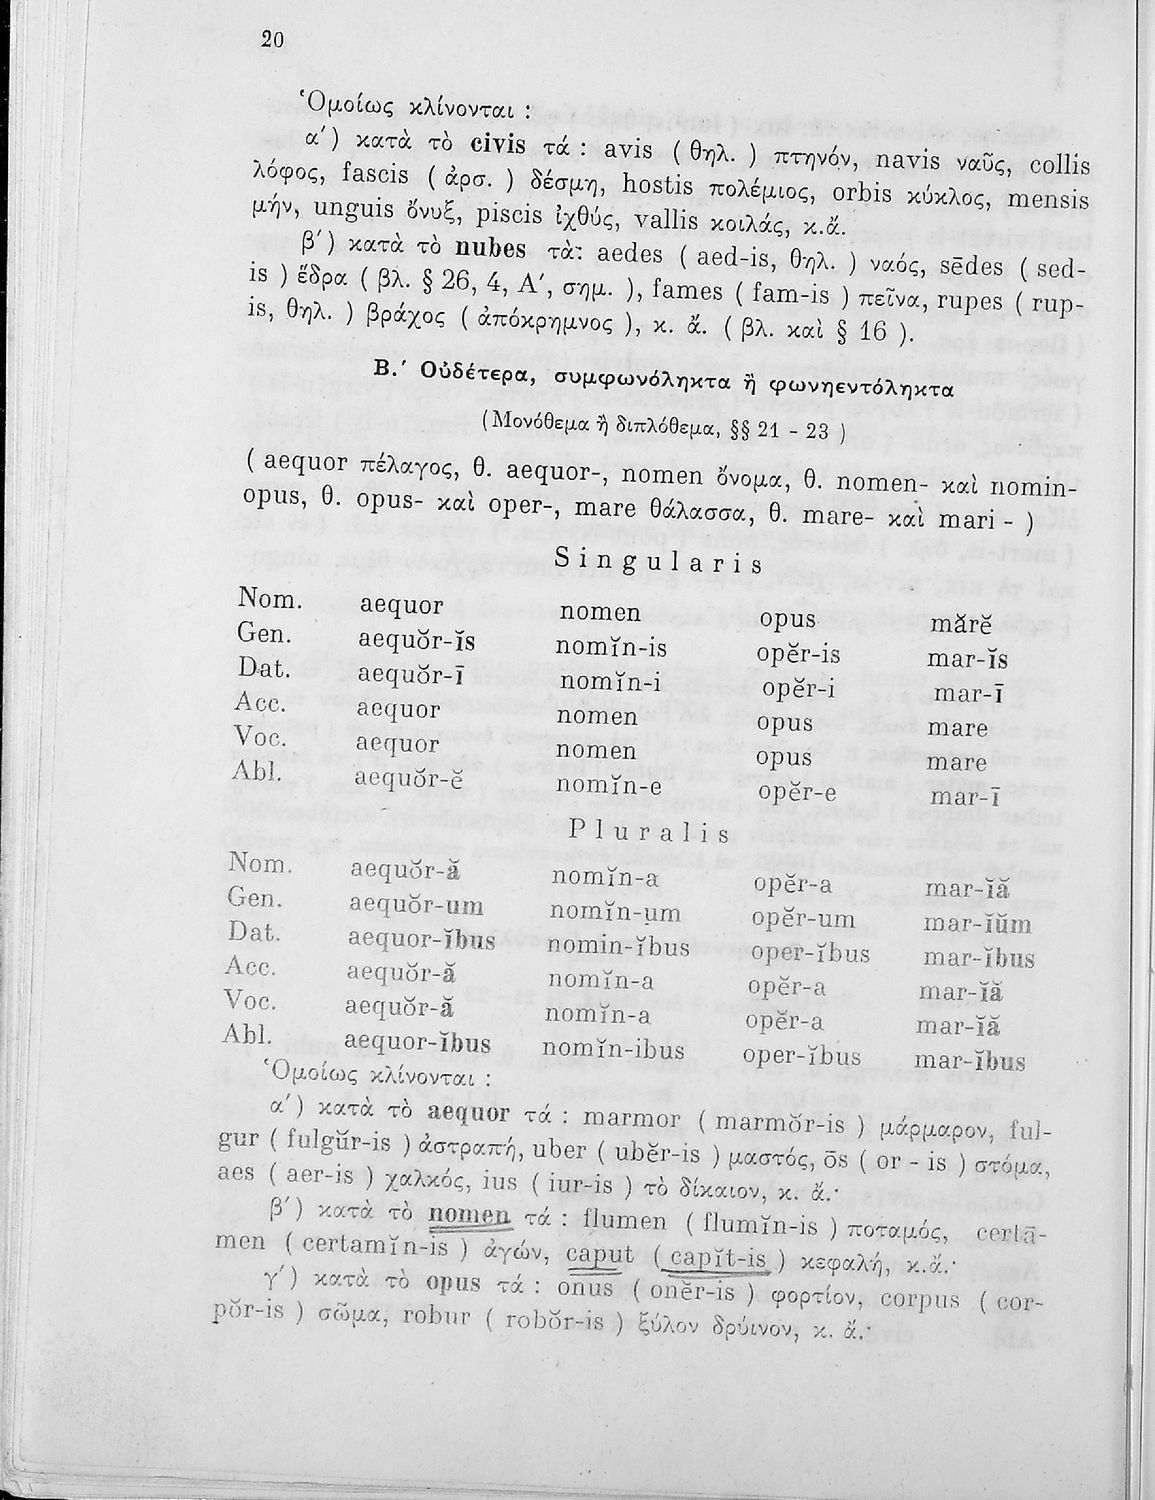 20
Ὁμοίως κλίνονται :
α′) κατὰ τὸ civis τά : avis ( θηλ. ) πτηνόν, navis ναῦς, collis
λόφος, fascis ( ἀρσ. ) δέσμη, hostis πολέμιος, orbis κύκλος, mensis
μήν, unguis ὄνυξ, piscis ἰχθύς, vallis κοιλάς, κ.ἄ.
β′) κατὰ τὸ nubes τὰ: aedes ( aed-is, θηλ. ) ναός, sēdes ( sed-
is ) ἕδρα ( βλ. § 26, 4, Α′, σημ. ), fames ( fam-is ) πεῖνα, rupes ( rup-
is, θηλ. ) βράχος ( ἀπόκρημνος ), κ. ἄ. ( βλ. καὶ § 16 ).
Β.′ Οὐδέτερα, συμφωνόληκτα ἢ φωνηεντόληκτα
( Μονόθεμα ἢ διπλόθεμα, §§ 21 - 23 )
( aequor πέλαγος, θ. aequor-, nomen ὄνομα, θ. nomen- καὶ nomin-
opus, θ. opus- καὶ oper-, mare θάλασσα, θ. mare- καὶ mari - )
Singularis
Nom. aequor nomen opus mărĕ
Gen. aequŏr-ĭs nomĭn-is opĕr-is mar-ĭs
Dat. aequŏr-ī nomĭn-i opĕr-i mar-ī
Acc. aequor nomen opus mare
Voc. aequor nomen opus mare
Abl. aequŏr-ĕ nomĭn-e opĕr-e mar-ī
Pluralis
Nom. aequŏr-ă nomĭn-a opĕr-a mar-ĭă
Gen. aequŏr-um nomĭn-um opĕr-um mar-ĭŭm
Dat. aequor-ĭbus nomin-ĭbus oper-ĭbus mar-ĭbus
Acc. aequŏr-ă nomĭn-a opĕr-a mar-ĭă
Voc. aequŏr-ă nomĭn-a opĕr-a mar-ĭă
Abl. aequor-ĭbus nomĭn-ibus oper-ĭbus mar-ĭbus
Ὁμοίως κλίνονται :
α′) κατὰ τὸ aequor τά : marmor ( marmŏr-is ) μάρμαρον, ful-
gur ( fulgŭr-is ) ἀστραπή, uber ( ubĕr-is ) μαστός, ōs ( or - is ) στόμα,
aes ( aer-is ) χαλκός, ius ( iur-is ) τὸ δίκαιον, κ. ἄ.·
β′) κατὰ τὸ nomen τά : flumen ( flumĭn-is ) ποταμός, certā-
men ( certamĭn-is ) ἀγών, caput ( capĭt-is ) κεφαλή, κ.ἄ.·
γ′) κατὰ τὸ opus τά : onus ( onĕr-is ) φορτίον, corpus ( cor-
pŏr-is ) σῶμα, robur ( robŏr-is ) ξύλον δρύινον, κ. ἄ.·